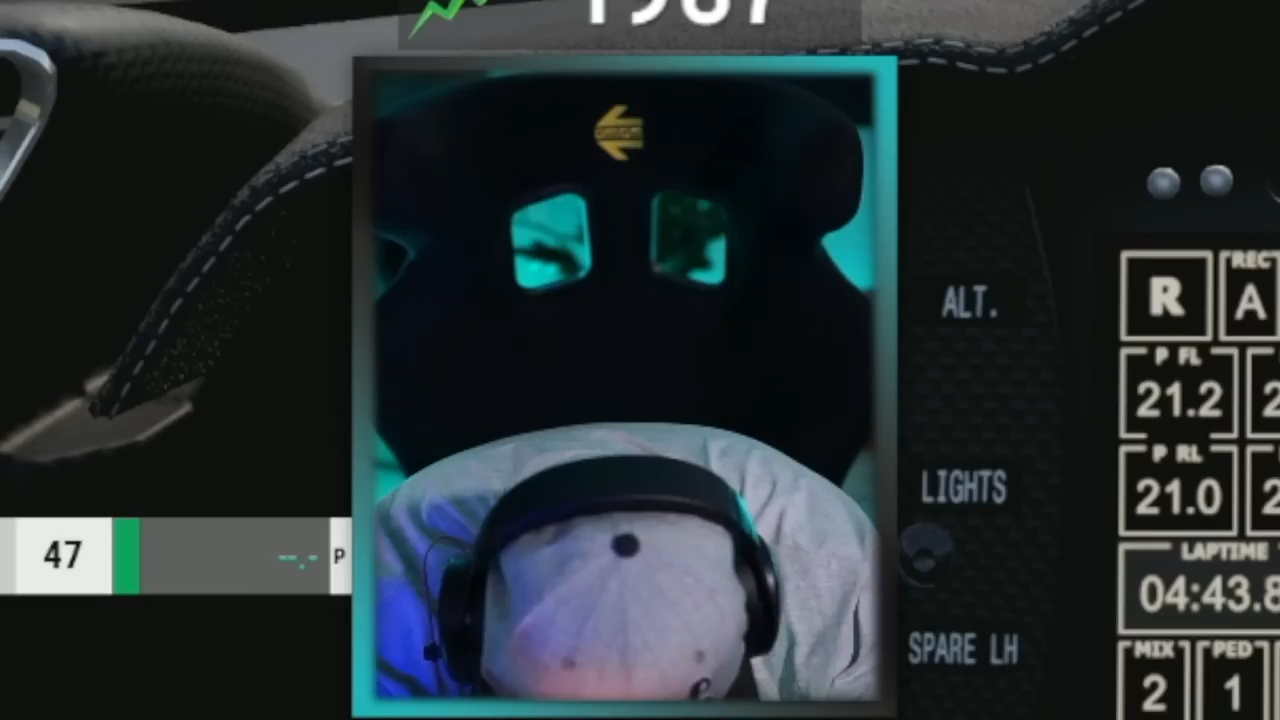 ALT.
R
REC
A
P FL
21.2
P RL
21.0
LIGHTS
47
--.-
P
LAPTIME
04:43.8
SPARE LH
MIX
2
PED
1